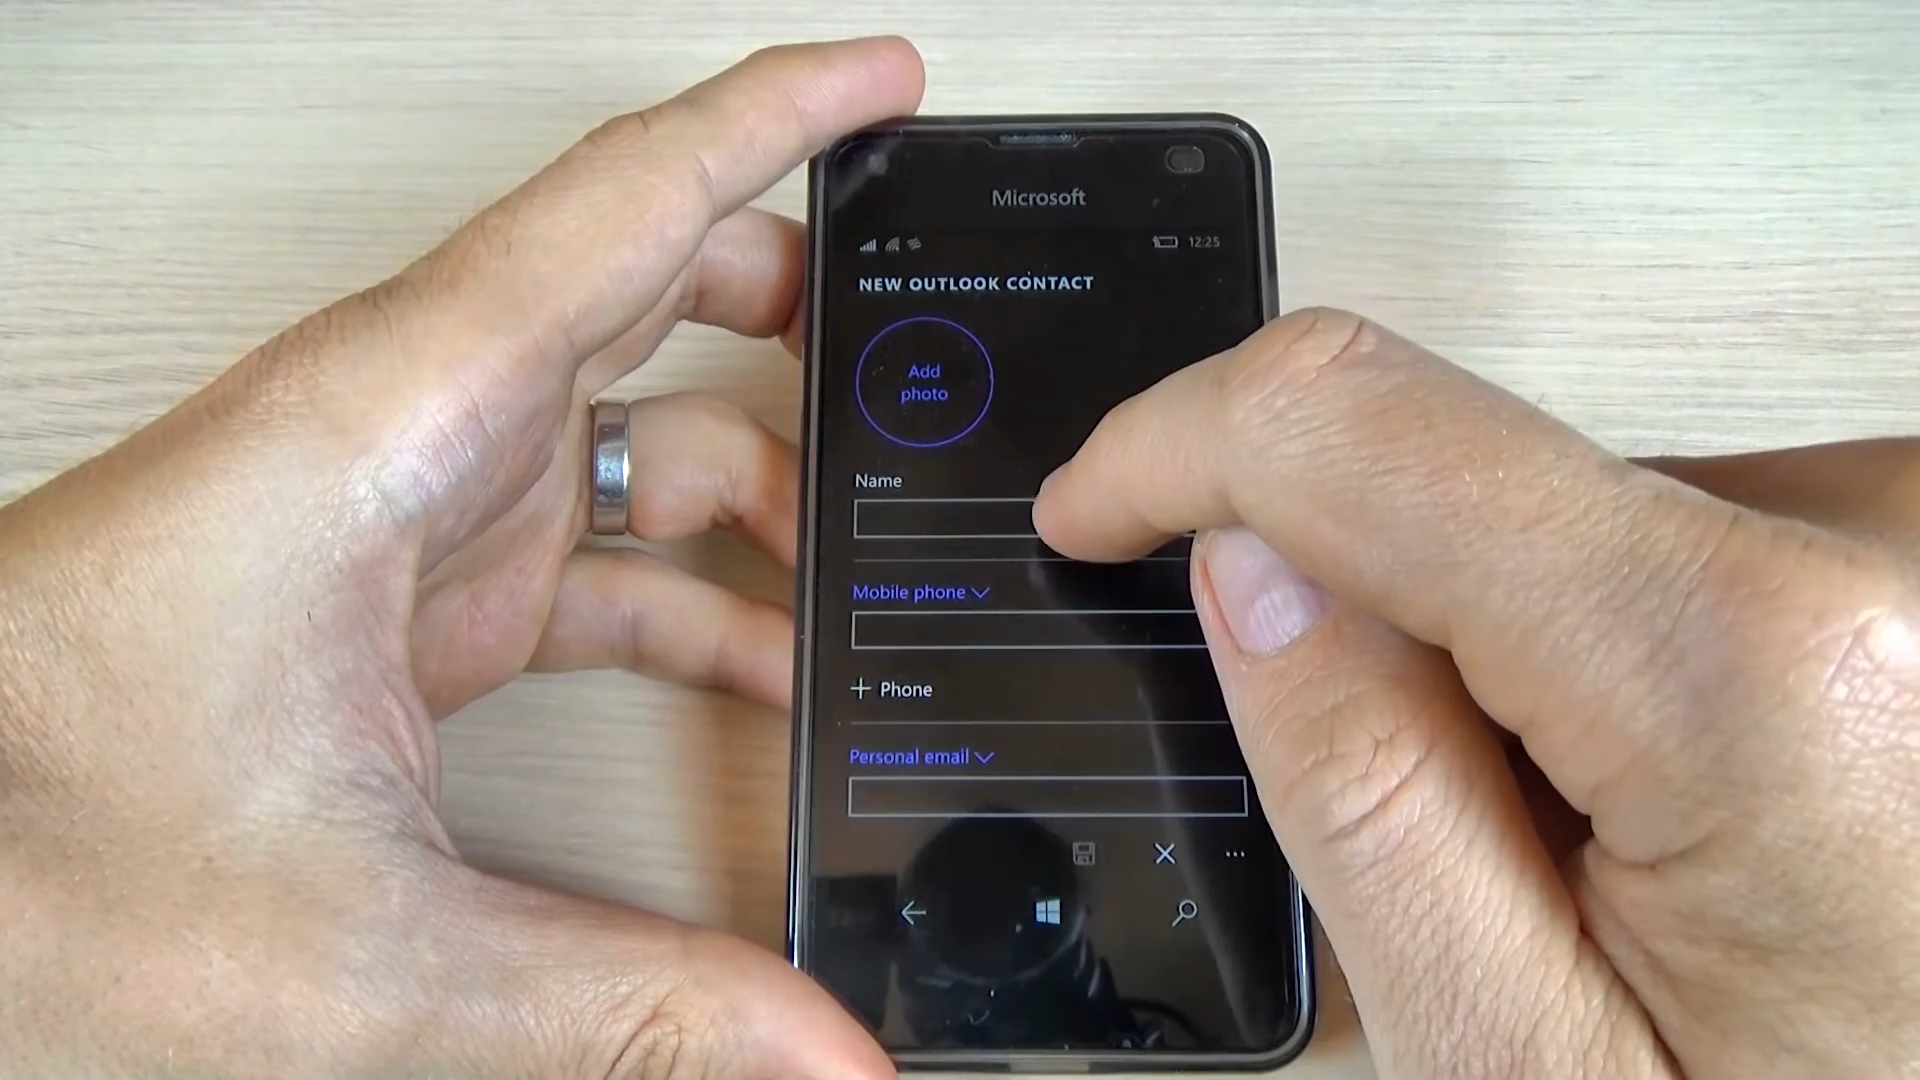 Microsoft
12:25
NEW OUTLOOK CONTACT
Add
photo
Name
Mobile phone
+ Phone
Personal email